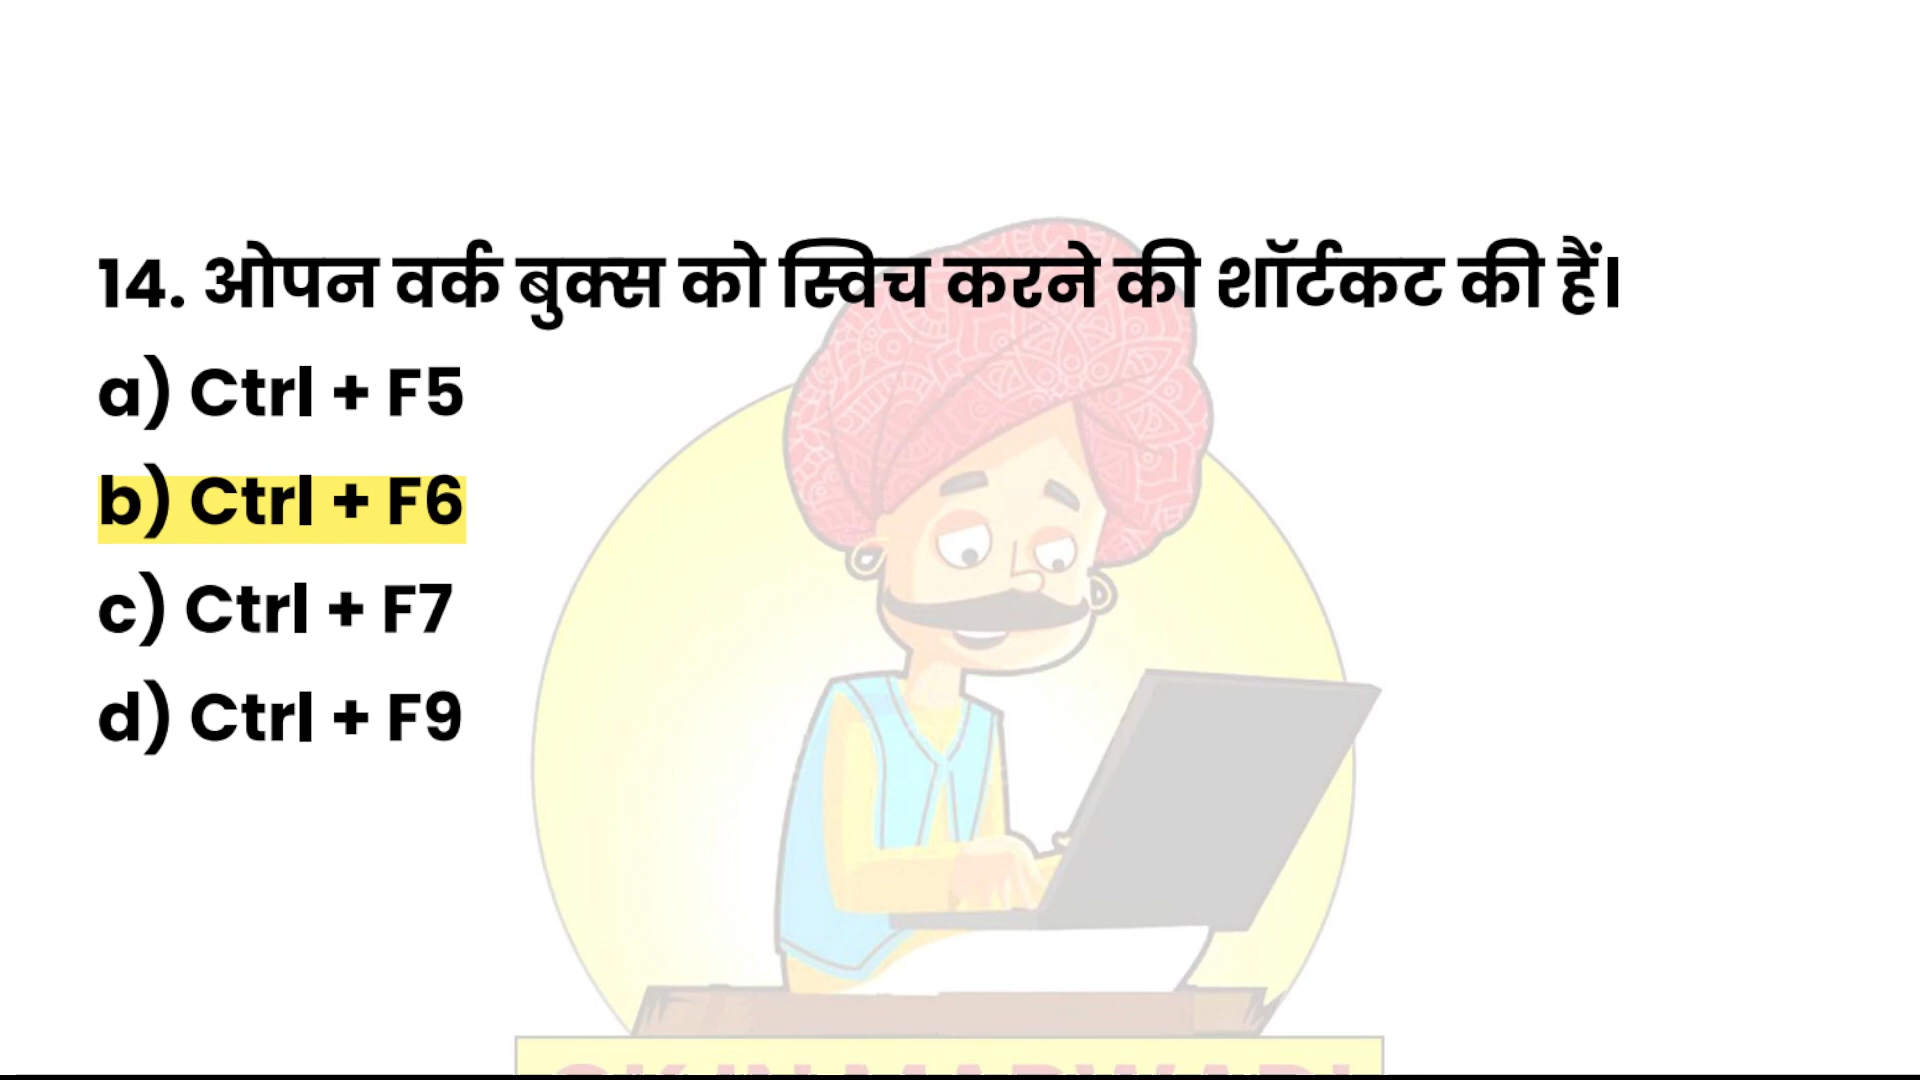 14. ओपन वर्क बुक्स को स्विच करने की शॉर्टकट की हैं।
a) Ctrl + F5
b) Ctrl + F6
c) Ctrl + F7
d) Ctrl + F9